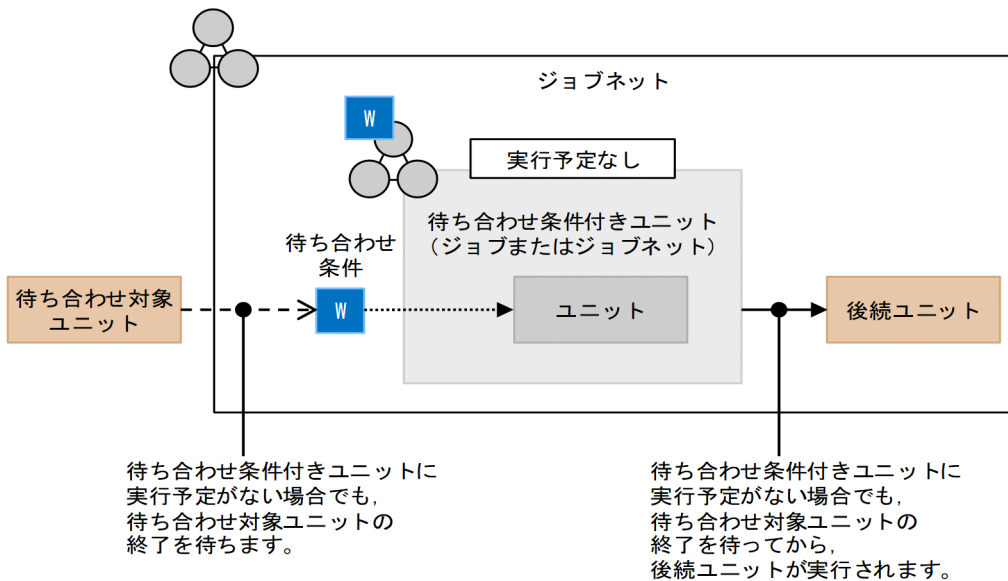 ジョブネット
W
実行予定なし
待ち合わせ条件付きユニット
（ジョブまたはジョブネット）
待ち合わせ
条件
待ち合わせ対象
ユニット
W
ユニット
後続ユニット
待ち合わせ条件付きユニットに
実行予定がない場合でも,
待ち合わせ対象ユニットの
終了を待ちます。
待ち合わせ条件付きユニットに
実行予定がない場合でも,
待ち合わせ対象ユニットの
終了を待ってから,
後続ユニットが実行されます。